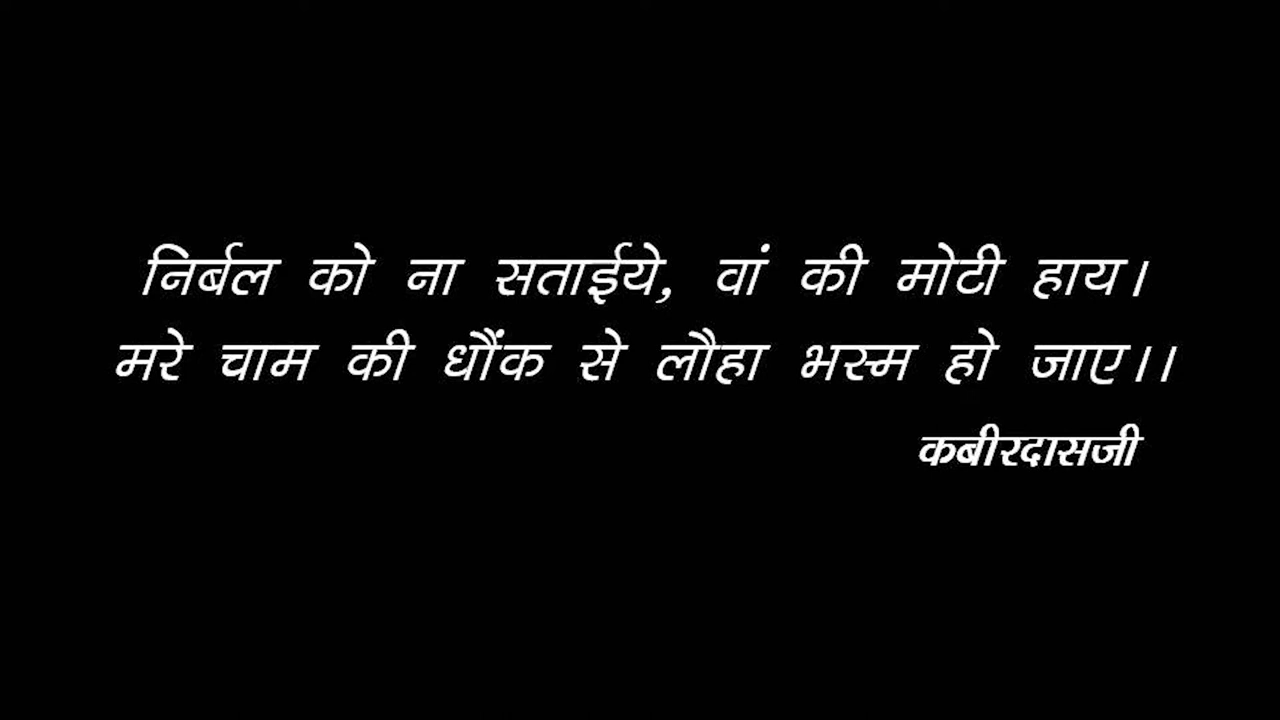 निर्बल को ना सताईये, वां की मोटी हाय।
मरे चाम की धौंक से लौहा भस्म हो जाए।।
कबीरदासजी